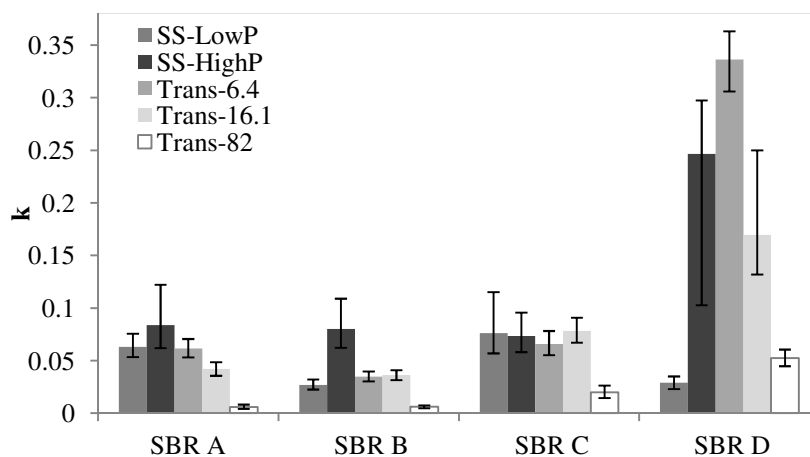 0.35
0.3
0.25
0.2
0.15
0.1
0.05
0
k
SS-LowP
SS-HighP
Trans-6.4
Trans-16.1
Trans-82
SBR A SBR B SBR C SBR D